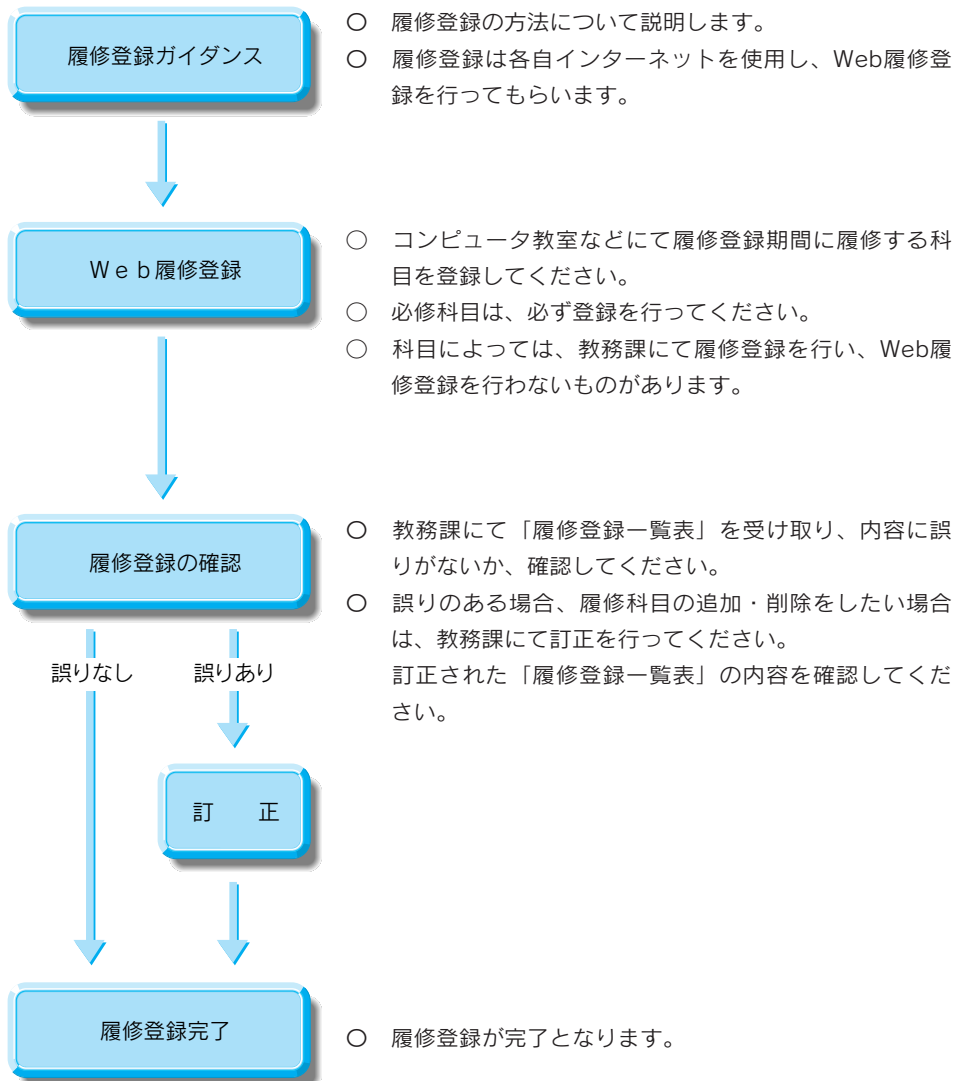 履修登録ガイダンス
○ 履修登録の方法について説明します。
○ 履修登録は各自インターネットを使用し、Web履修登
録を行ってもらいます。
Ｗｅｂ履修登録
○ コンピュータ教室などにて履修登録期間に履修する科
目を登録してください。
○ 必修科目は、必ず登録を行ってください。
○ 科目によっては、教務課にて履修登録を行い、Web履
修登録を行わないものがあります。
履修登録の確認
○ 教務課にて「履修登録一覧表」を受け取り、内容に誤
りがないか、確認してください。
○ 誤りのある場合、履修科目の追加・削除をしたい場合
は、教務課にて訂正を行ってください。
訂正された「履修登録一覧表」の内容を確認してくだ
さい。
誤りなし 誤りあり
訂　正
履修登録完了
○ 履修登録が完了となります。